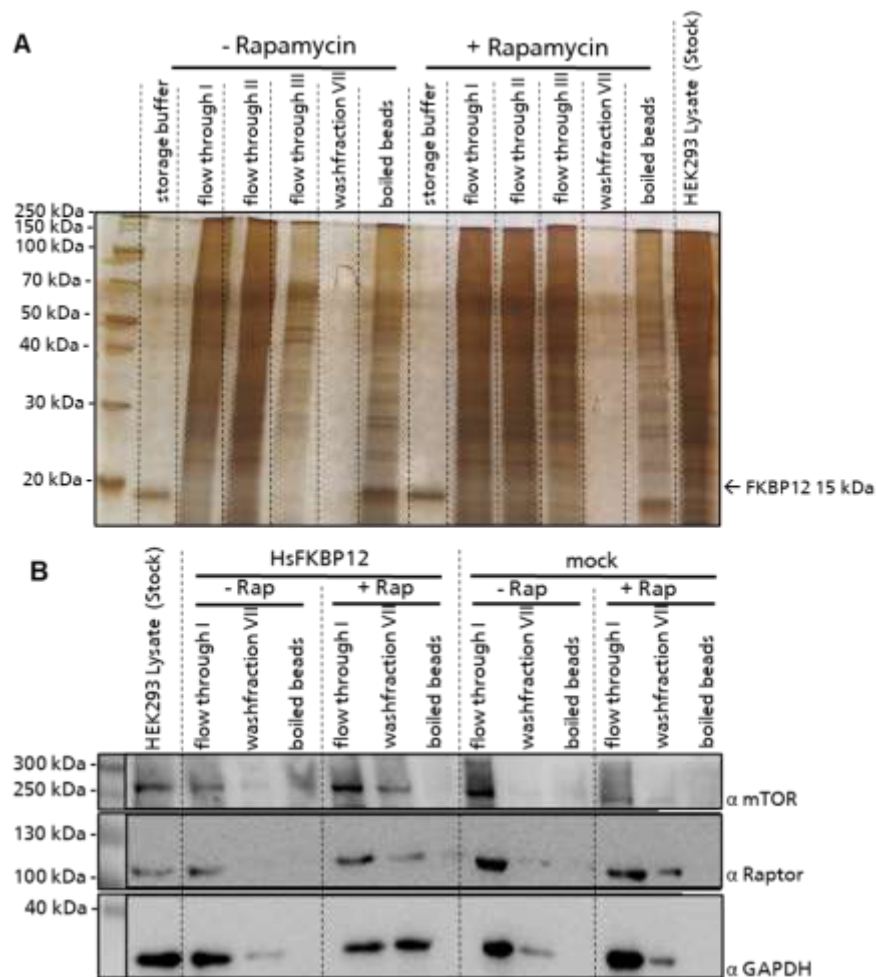 A
- Rapamycin
+ Rapamycin
storage buffer
flow through I
flow through II
flow through III
washfraction VII
boiled beads
storage buffer
flow through I
flow through II
flow through III
washfraction VII
boiled beads
HEK293 Lysate (Stock)
250 kDa
150 kDa -
100 kDa -
70 kDa -
50 kDa -
40 kDa -
30 kDa -
20 kDa -
← FKBP12 15 kDa
B
HsFKBP12
mock
- Rap
+ Rap
- Rap
+ Rap
HEK293 Lysate (Stock)
flow through I
washfraction VII
boiled beads
flow through I
washfraction VII
boiled beads
flow through I
washfraction VII
boiled beads
flow through I
washfraction VII
boiled beads
300 kDa -
250 kDa -
α mTOR
130 kDa -
100 kDa -
α Raptor
40 kDa -
α GAPDH